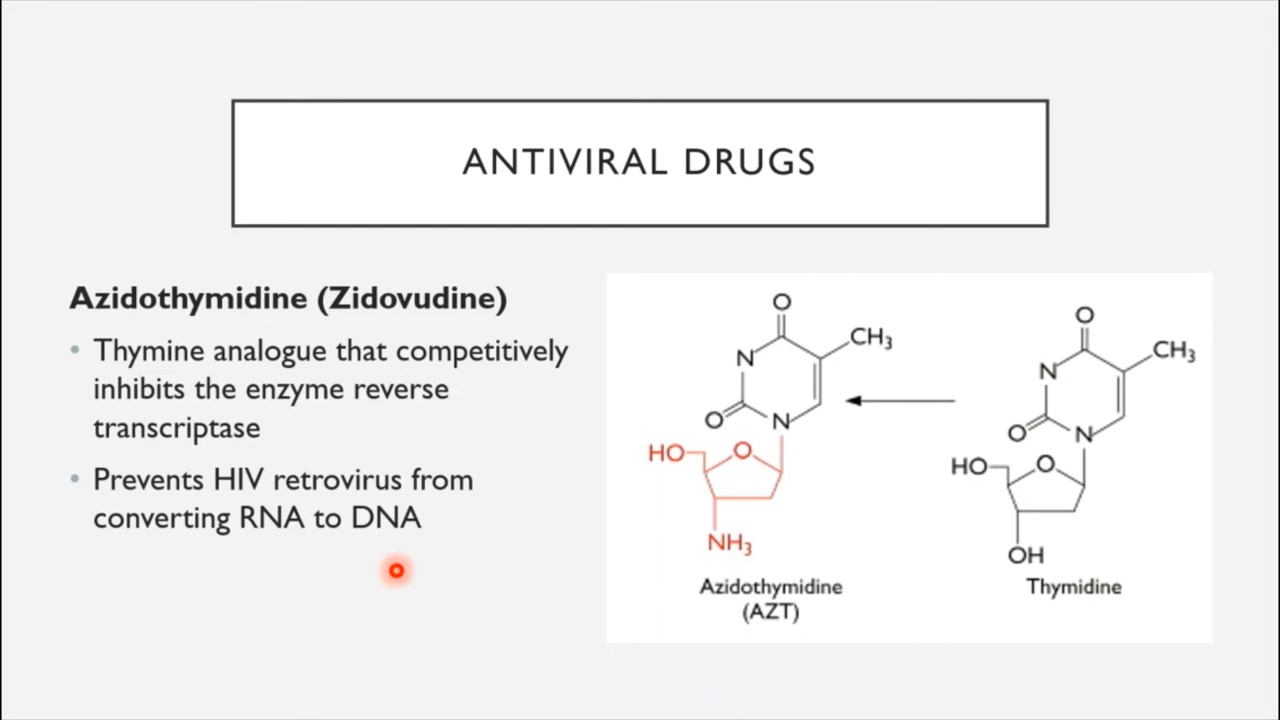 ANTIVIRAL DRUGS
Azidothymidine (Zidovudine)
• Thymine analogue that competitively
inhibits the enzyme reverse
transcriptase
• Prevents HIV retrovirus from
converting RNA to DNA
O
CH₃
N
O
N
HO
O
NH₃
Azidothymidine
(AZT)
O
CH₃
N
O
N
HO
O
OH
Thymidine